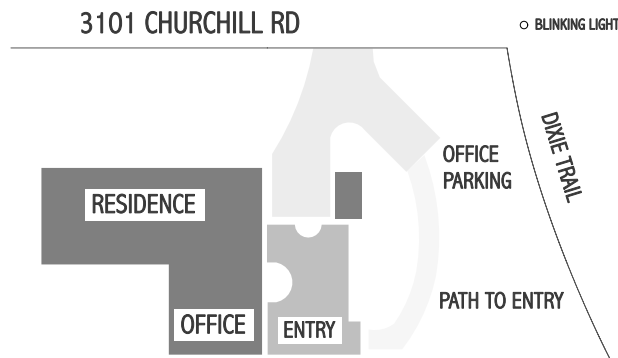 3101 CHURCHILL RD
BLINKING LIGHT
DIXIE TRAIL
OFFICE
PARKING
RESIDENCE
PATH TO ENTRY
OFFICE
ENTRY